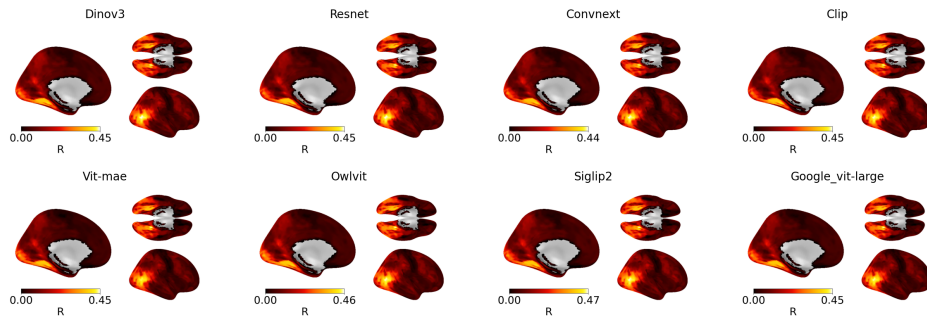 Dinov3
Resnet
Convnext
Clip
0.00 0.45
R
0.00 0.45
R
0.00 0.44
R
0.00 0.45
R
Vit-mae
Owlvit
Siglip2
Google_vit-large
0.00 0.45
R
0.00 0.46
R
0.00 0.47
R
0.00 0.45
R